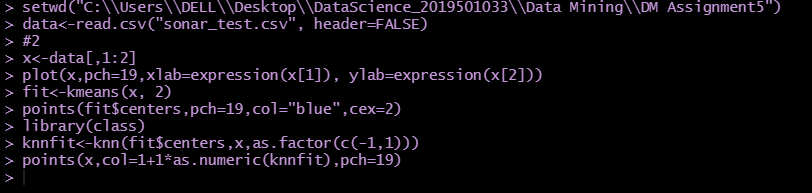 > setwd("C:\\Users\\DELL\\Desktop\\DataScience_2019501033\\Data Mining\\DM Assignment5")
> data<-read.csv("sonar_test.csv", header=FALSE)
> #2
> x<-data[,1:2]
> plot(x,pch=19,xlab=expression(x[1]), ylab=expression(x[2]))
> fit<-kmeans(x, 2)
> points(fit$centers,pch=19,col="blue",cex=2)
> library(class)
> knnfit<-knn(fit$centers,x,as.factor(c(-1,1)))
> points(x,col=1+1*as.numeric(knnfit),pch=19)
>